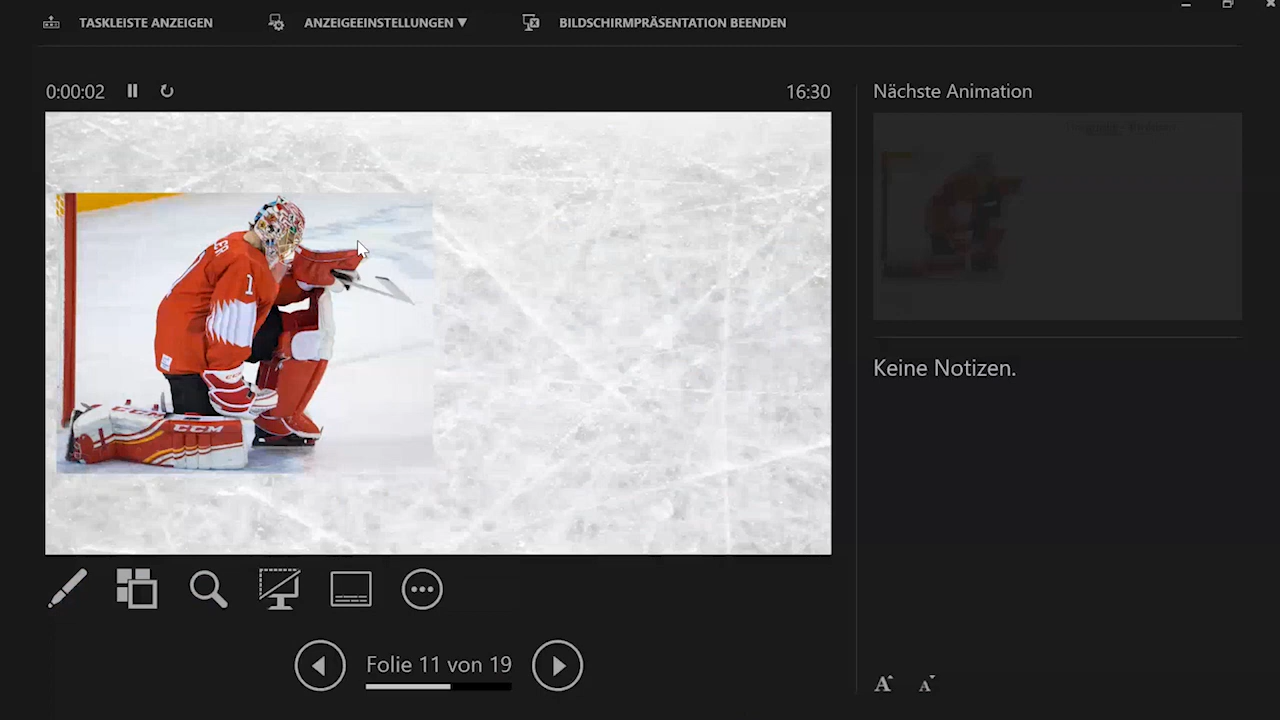 TASKLEISTE ANZEIGEN
ANZEIGEEINSTELLUNGEN ▼
BILDSCHIRMPRÄSENTATION BEENDEN
0:00:02
16:30
Nächste Animation
1
CCM
Keine Notizen.
Folie 11 von 19
A
A